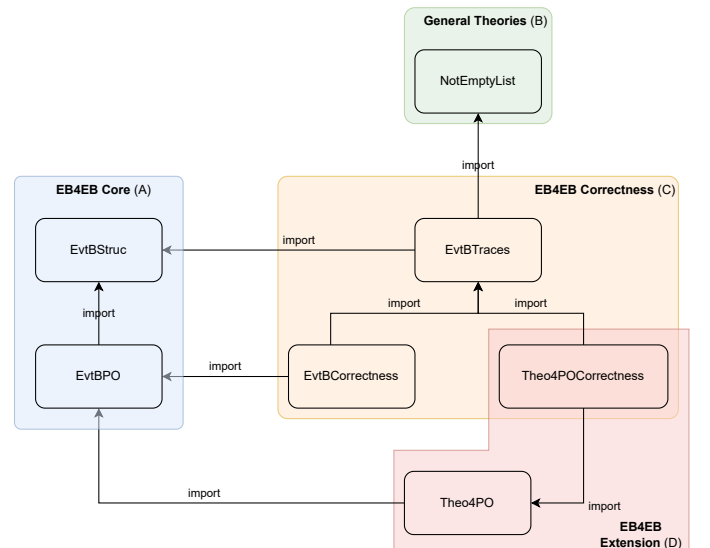 General Theories (B)
NotEmptyList
import
EB4EB Core (A)
EB4EB Correctness (C)
EvtBStruc
import
EvtBTraces
import
import
import
EvtBPO
import
EvtBCorrectness
Theo4POCorrectness
import
Theo4PO
import
EB4EB
Extension (D)